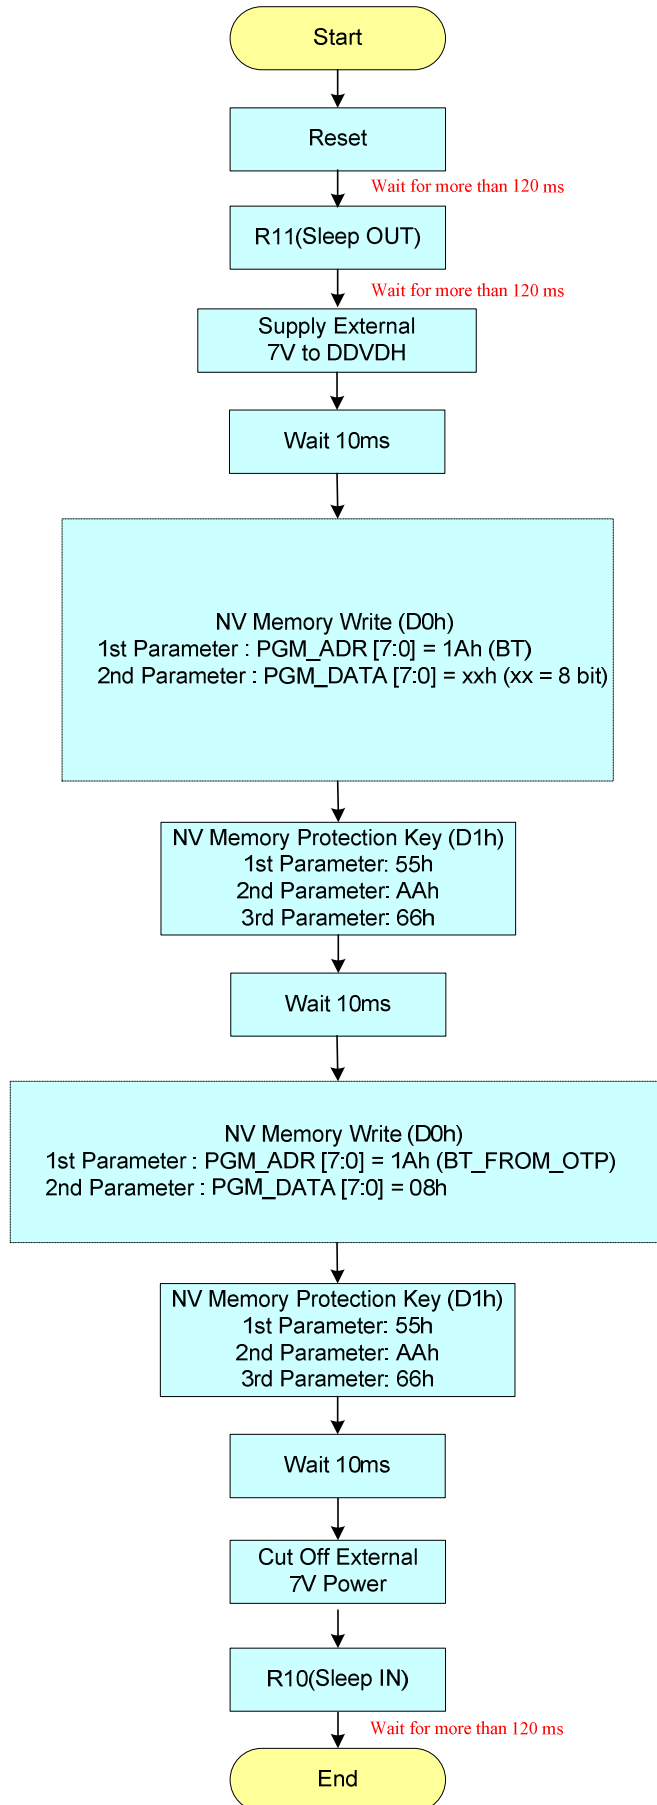 Start
Reset
Wait for more than 120 ms
R11(Sleep OUT)
Wait for more than 120 ms
Supply External
7V to DDVDH
Wait 10ms
NV Memory Write (D0h)
1st Parameter : PGM_ADR [7:0] = 1Ah (BT)
2nd Parameter : PGM_DATA [7:0] = xxh (xx = 8 bit)
NV Memory Protection Key (D1h)
1st Parameter: 55h
2nd Parameter: AAh
3rd Parameter: 66h
Wait 10ms
NV Memory Write (D0h)
1st Parameter : PGM_ADR [7:0] = 1Ah (BT_FROM_OTP)
2nd Parameter : PGM_DATA [7:0] = 08h
NV Memory Protection Key (D1h)
1st Parameter: 55h
2nd Parameter: AAh
3rd Parameter: 66h
Wait 10ms
Cut Off External
7V Power
R10(Sleep IN)
Wait for more than 120 ms
End